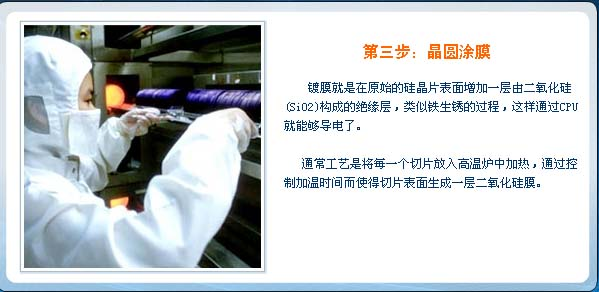 第三步：晶圆涂膜
镀膜就是在原始的硅晶片表面增加一层由二氧化硅
(SiO2)构成的绝缘层，类似铁生锈的过程，这样通过CPU
就能够导电了。
通常工艺是将每一个切片放入高温炉中加热，通过控
制加温时间而使得切片表面生成一层二氧化硅膜。